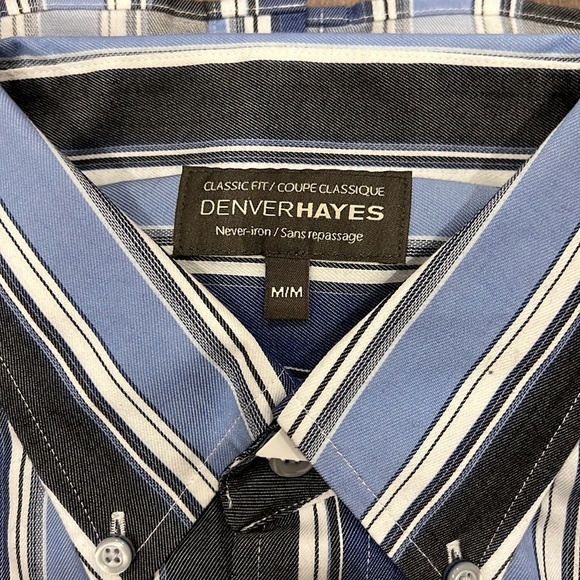 CLASSIC FIT / COUPE CLASSIQUE
DENVERHAYES
Never-iron / Sans repassage
M/M